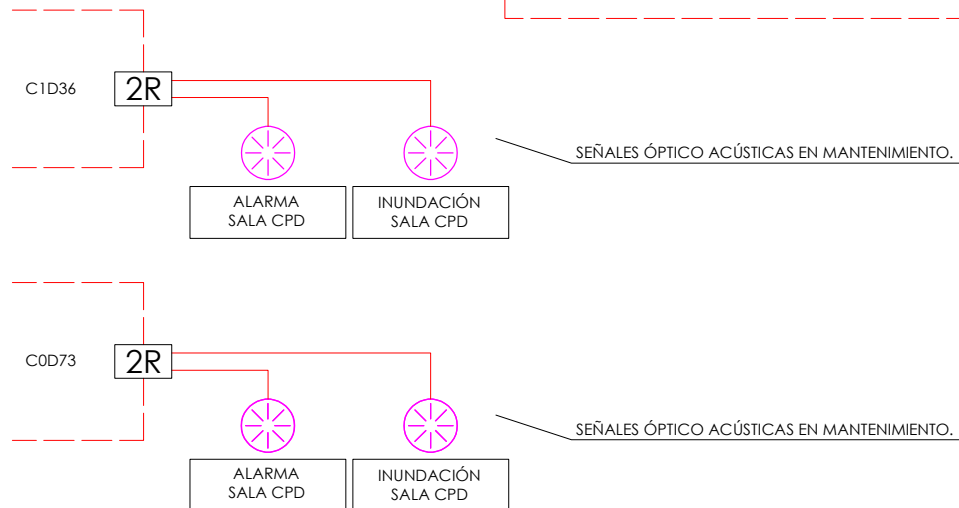 C1D36
2R
SEÑALES ÓPTICO ACÚSTICAS EN MANTENIMIENTO.
ALARMA
SALA CPD
INUNDACIÓN
SALA CPD
C0D73
2R
SEÑALES ÓPTICO ACÚSTICAS EN MANTENIMIENTO.
ALARMA
SALA CPD
INUNDACIÓN
SALA CPD